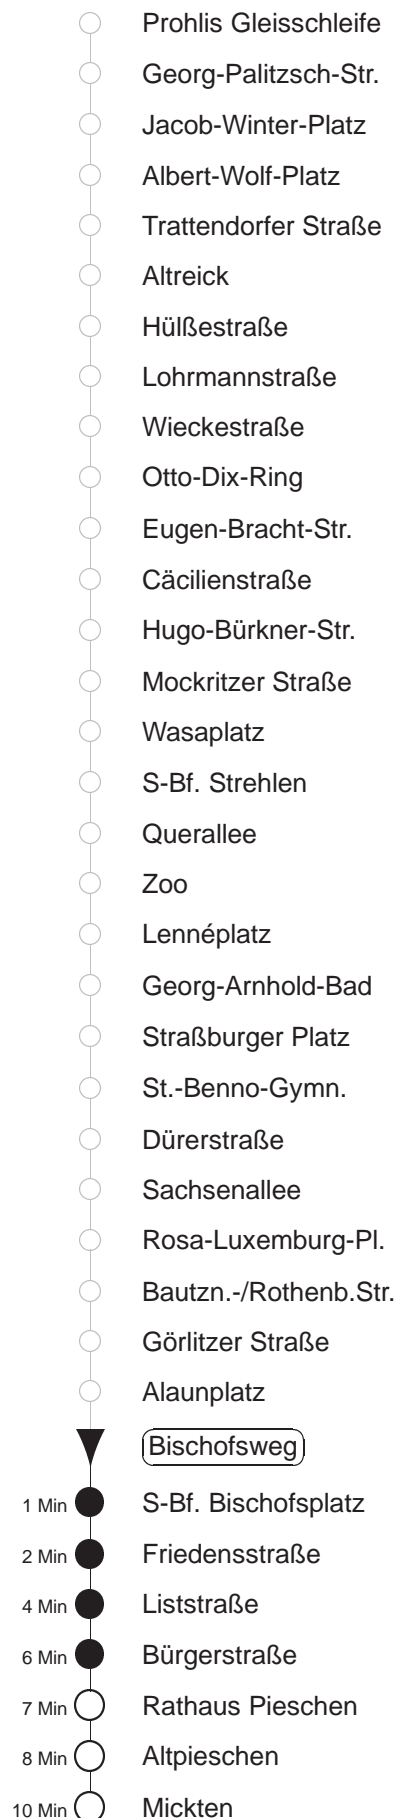 Prohlis Gleisschleife
Georg-Palitzsch-Str.
Jacob-Winter-Platz
Albert-Wolf-Platz
Trattendorfer Straße
Altreick
Hülßestraße
Lohrmannstraße
Wieckestraße
Otto-Dix-Ring
Eugen-Bracht-Str.
Cäcilienstraße
Hugo-Bürkner-Str.
Mockritzer Straße
Wasaplatz
S-Bf. Strehlen
Querallee
Zoo
Lennéplatz
Georg-Arnhold-Bad
Straßburger Platz
St.-Benno-Gymn.
Dürerstraße
Sachsenallee
Rosa-Luxemburg-Pl.
Bautzn.-/Rothenb.Str.
Görlitzer Straße
Alaunplatz
Bischofsweg
1 Min S-Bf. Bischofsplatz
2 Min Friedensstraße
4 Min Liststraße
6 Min Bürgerstraße
7 Min Rathaus Pieschen
8 Min Altpieschen
10 Min Mickten